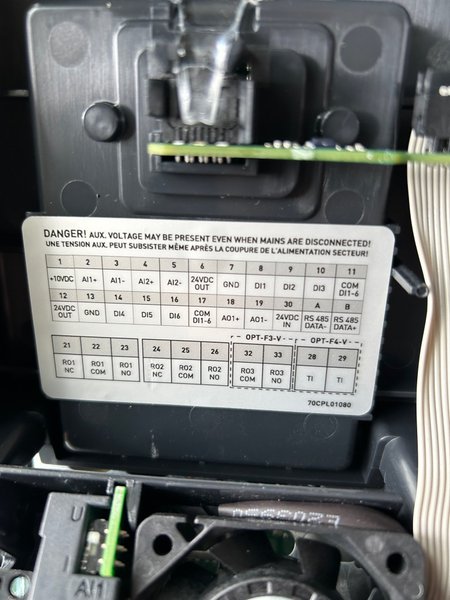 DANGER! AUX. VOLTAGE MAY BE PRESENT EVEN WHEN MAINS ARE DISCONNECTED!
UNE TENSION AUX. PEUT SUBSISTER MÊME APRÈS LA COUPURE DE L'ALIMENTATION SECTEUR!
1 2 3 4 5 6 7 8 9 10 11
+10VDC AI1+ AI1- AI2+ AI2- 24VDC OUT GND DI1 DI2 DI3 COM DI1-6
12 13 14 15 16 17 18 19 30 A B
24VDC OUT GND DI4 DI5 DI6 COM DI1-6 AO1+ AO1- 24VDC IN RS 485 DATA- RS 485 DATA+
OPT-F3-V OPT-F4-V
21 22 23 24 25 26 32 33 28 29
RO1 NC RO1 COM RO1 NO RO2 NC RO2 COM RO2 NO RO3 COM RO3 NO TI TI
70CPL01080
U
I
AI1